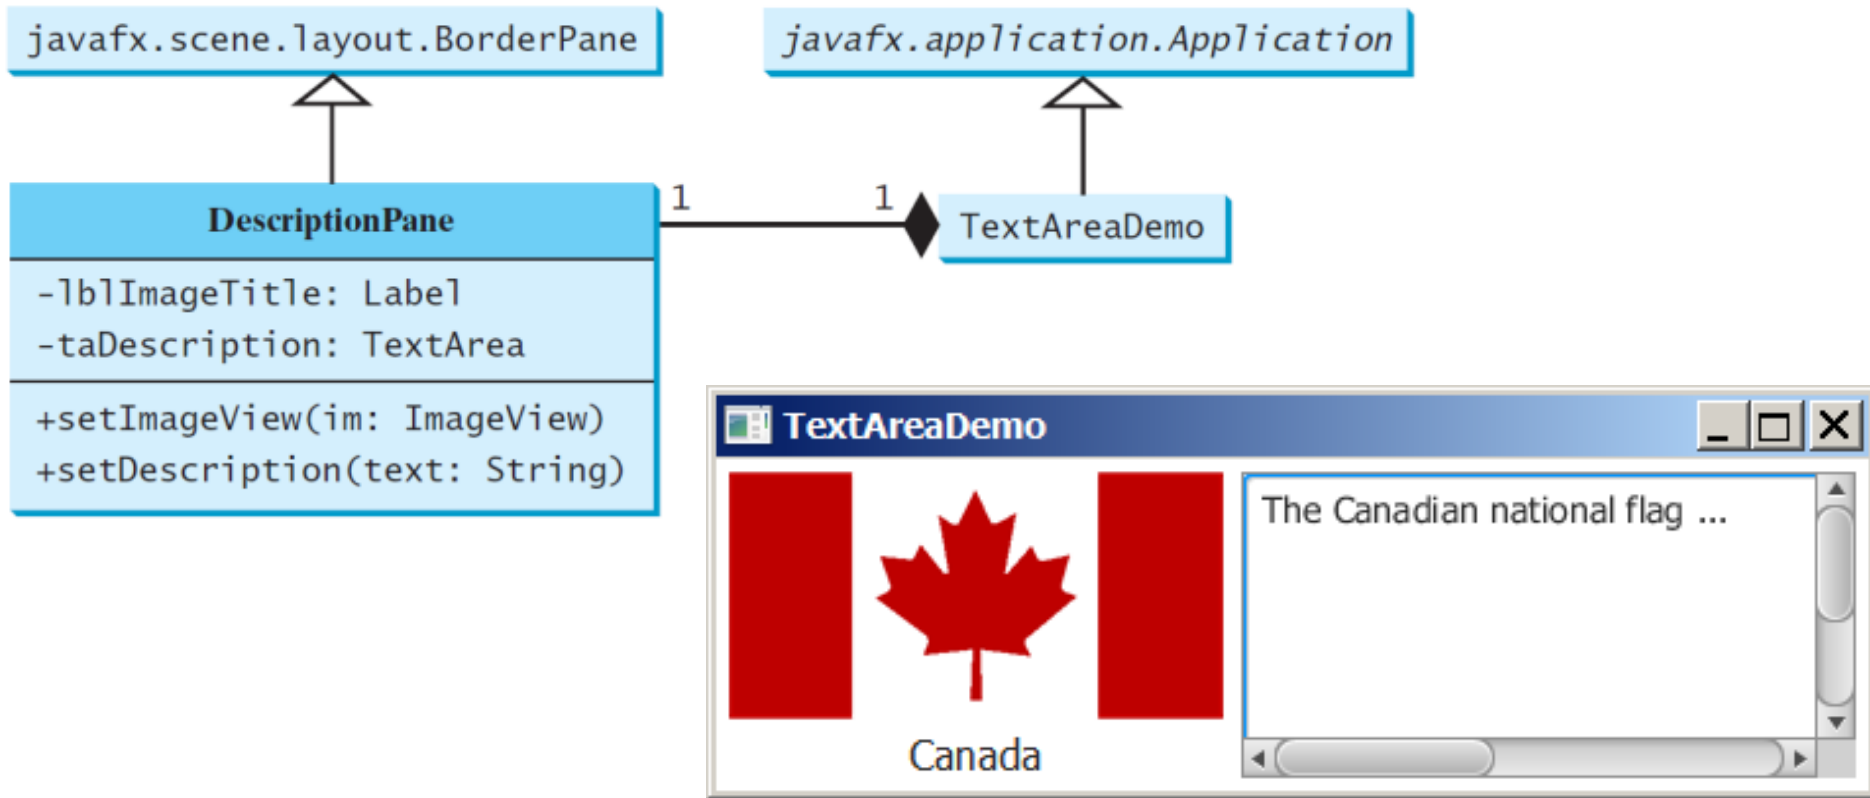 javafx.scene.layout.BorderPane
javafx.application.Application
DescriptionPane
-lblImageTitle: Label
-taDescription: TextArea
+setImageView(im: ImageView)
+setDescription(text: String)
1
1
TextAreaDemo
TextAreaDemo
The Canadian national flag ...
Canada